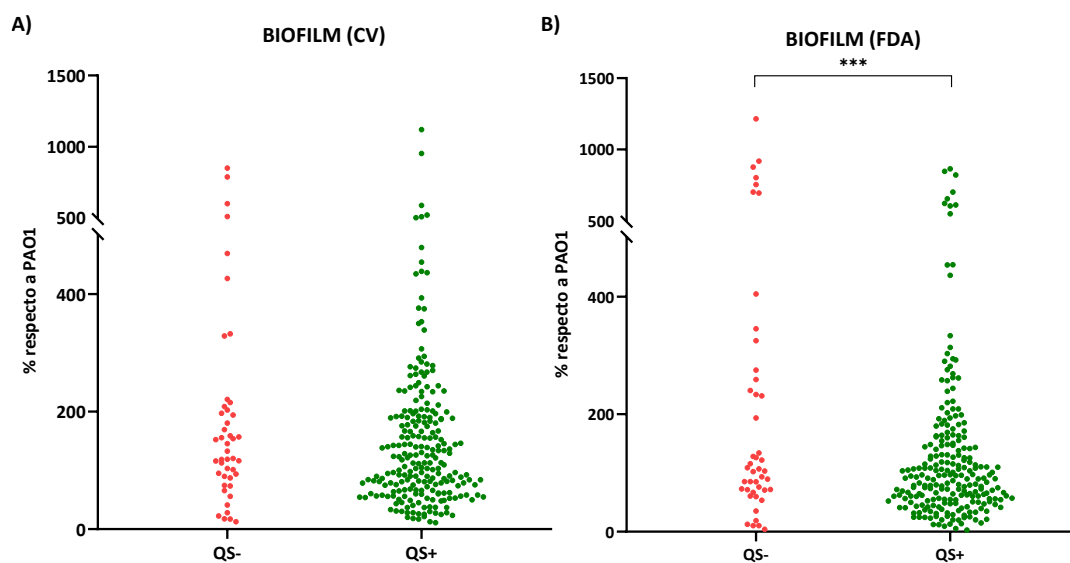 A)
BIOFILM (CV)
% respecto a PAO1
1500
1000
500
400
200
0
QS-
QS+
B)
BIOFILM (FDA)
***
% respecto a PAO1
1500
1000
500
400
200
0
QS-
QS+